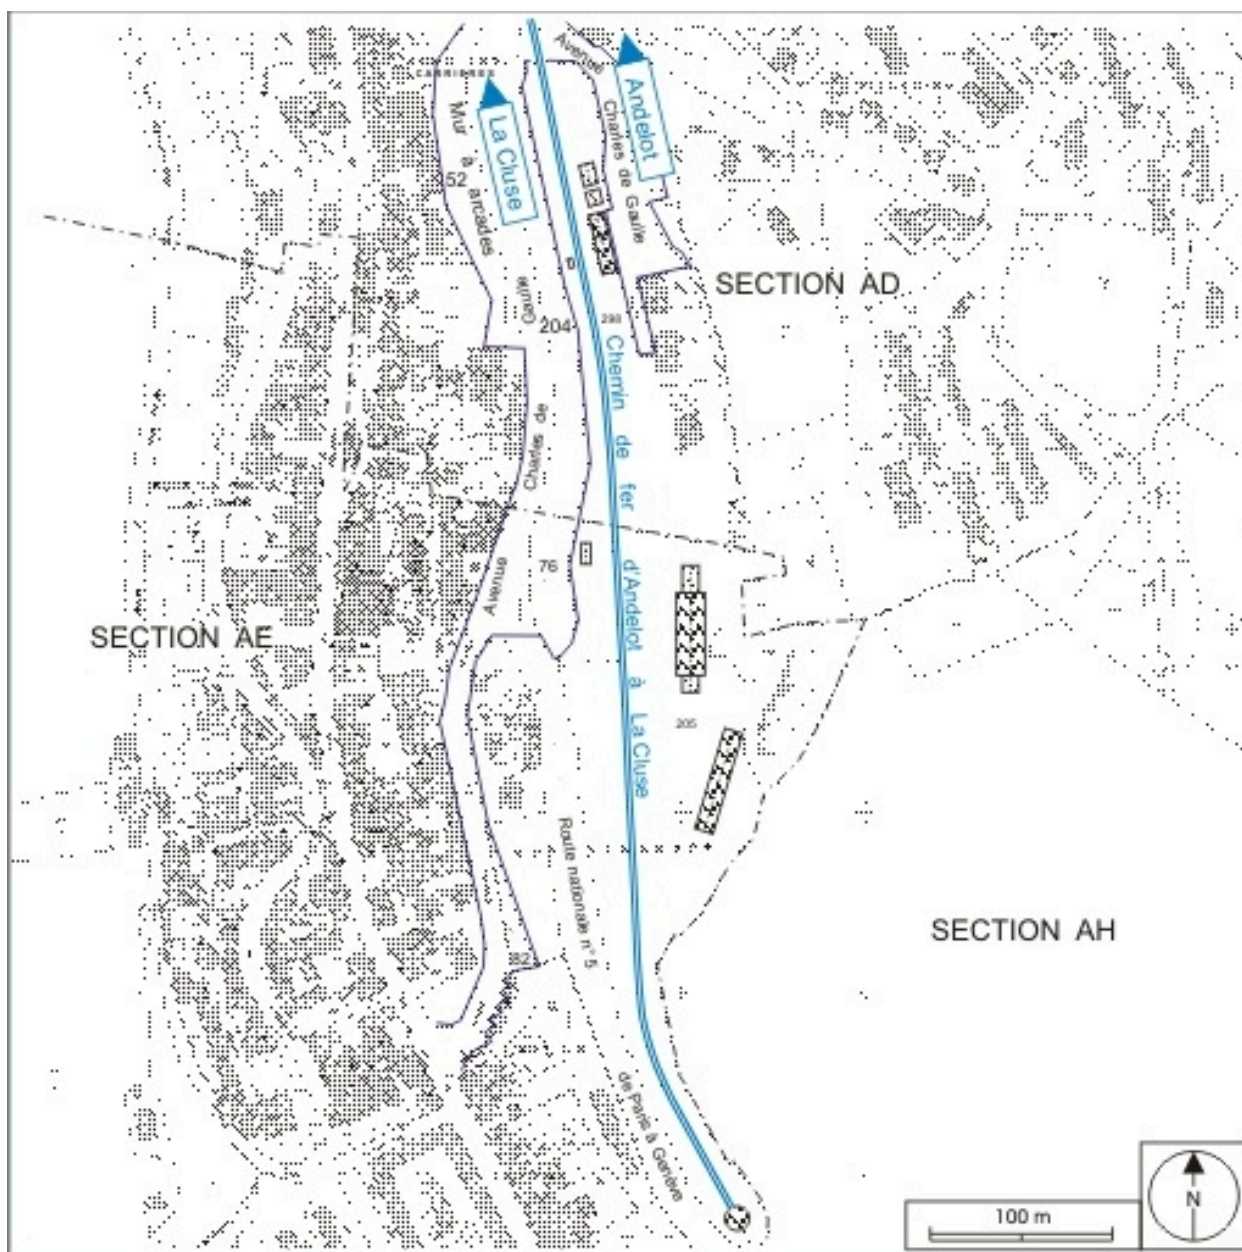 Avenue
Charles de Gaulle
Andelot
CARRIERES
La Cluse
Mur à arcades
52
SECTION AD
Gaulle
204
288
Chemin de fer d'Andelot à La Cluse
Charles de
Avenue
76
SECTION AE
205
Route nationale n° 5
SECTION AH
82
de Paris à Genève
100 m
N